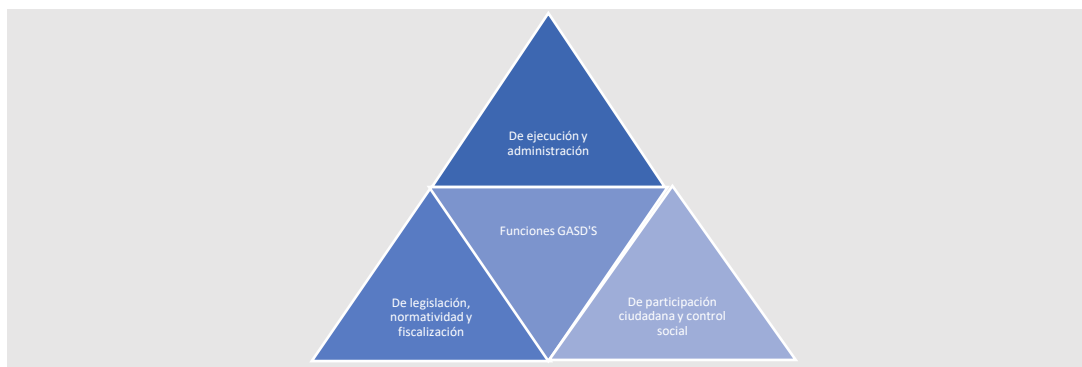 De ejecución y
administración
Funciones GASD'S
De legislación,
normatividad y
fiscalización
De participación
ciudadana y control
social